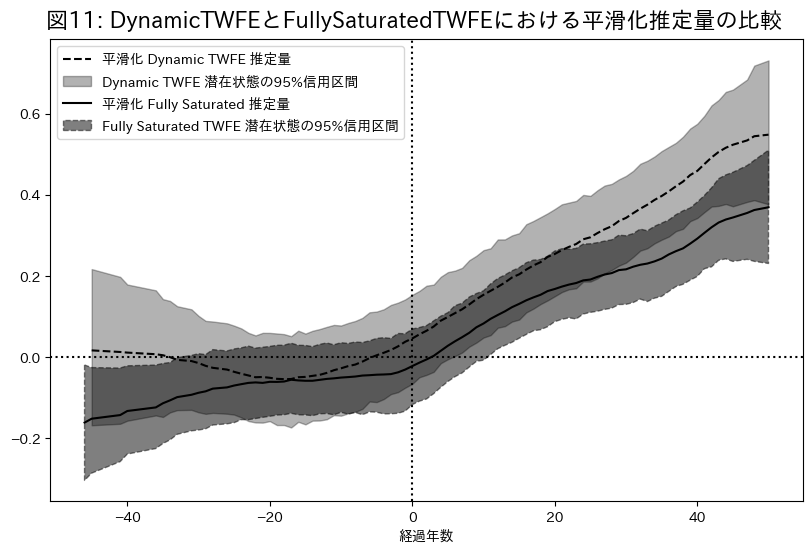 図11: DynamicTWFEとFullySaturatedTWFEにおける平滑化推定量の比較
平滑化 Dynamic TWFE 推定量
Dynamic TWFE 潜在状態の95%信用区間
平滑化 Fully Saturated 推定量
Fully Saturated TWFE 潜在状態の95%信用区間
0.6
0.4
0.2
0.0
−0.2
−40 −20 0 20 40
経過年数